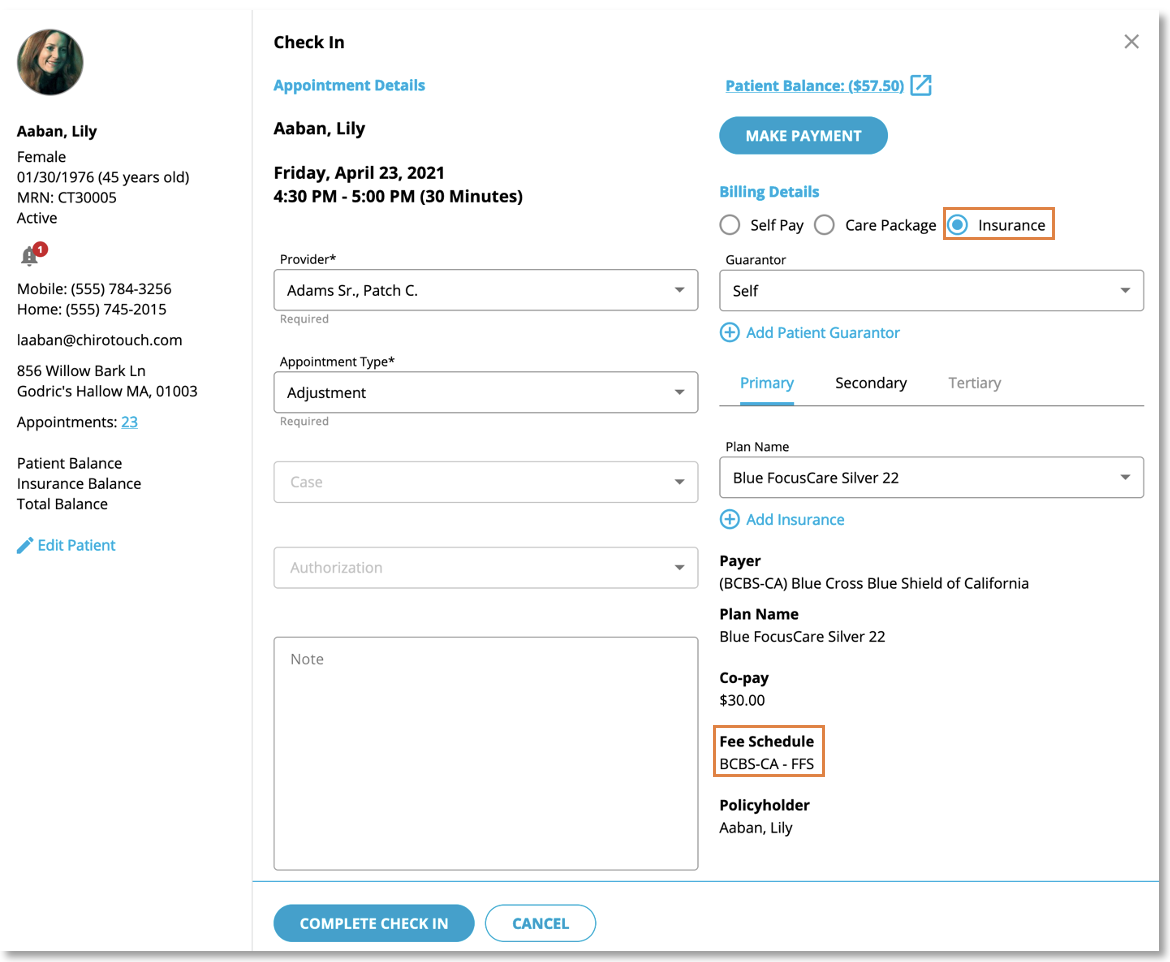 Aaban, Lily
Female
01/30/1976 (45 years old)
MRN: CT30005
Active
1
Mobile: (555) 784-3256
Home: (555) 745-2015
laaban@chirotouch.com
856 Willow Bark Ln
Godric's Hallow MA, 01003
Appointments: 23
Patient Balance
Insurance Balance
Total Balance
Edit Patient
Check In
Appointment Details
Aaban, Lily
Friday, April 23, 2021
4:30 PM - 5:00 PM (30 Minutes)
Provider*
Adams Sr., Patch C.
Required
Appointment Type*
Adjustment
Required
Case
Authorization
Note
Patient Balance: ($57.50)
MAKE PAYMENT
Billing Details
Self Pay Care Package Insurance
Guarantor
Self
Add Patient Guarantor
Primary Secondary Tertiary
Plan Name
Blue FocusCare Silver 22
Add Insurance
Payer
(BCBS-CA) Blue Cross Blue Shield of California
Plan Name
Blue FocusCare Silver 22
Co-pay
$30.00
Fee Schedule
BCBS-CA - FFS
Policyholder
Aaban, Lily
COMPLETE CHECK IN CANCEL